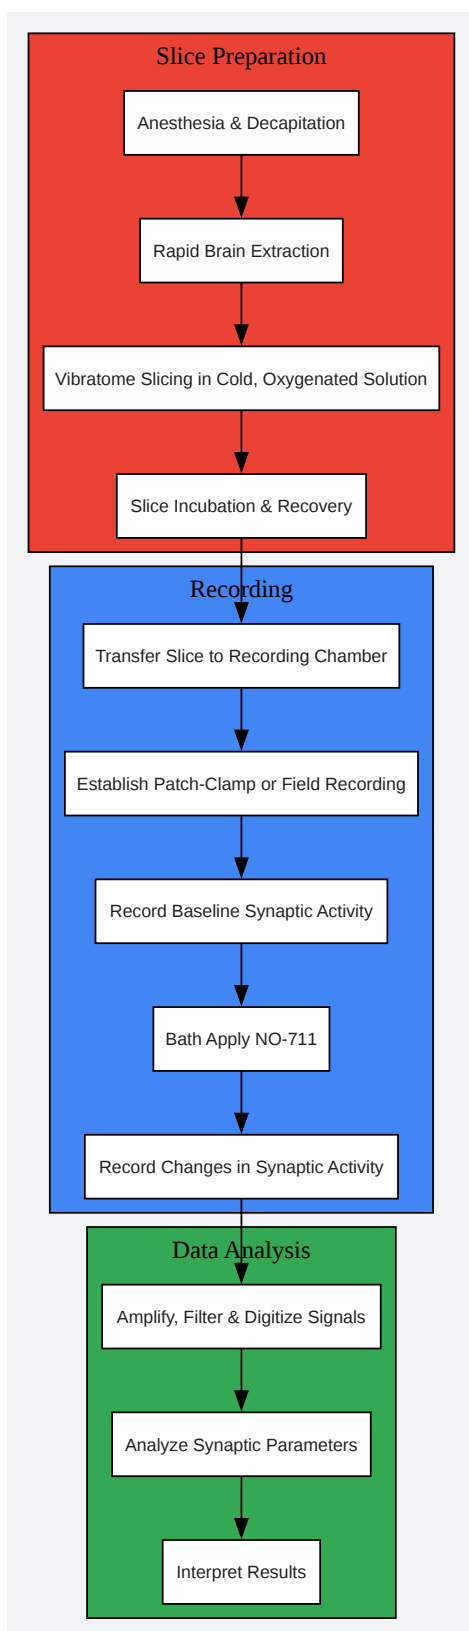 Slice Preparation
Anesthesia & Decapitation
Rapid Brain Extraction
Vibratome Slicing in Cold, Oxygenated Solution
Slice Incubation & Recovery
Recording
Transfer Slice to Recording Chamber
Establish Patch-Clamp or Field Recording
Record Baseline Synaptic Activity
Bath Apply NO-711
Record Changes in Synaptic Activity
Data Analysis
Amplify, Filter & Digitize Signals
Analyze Synaptic Parameters
Interpret Results